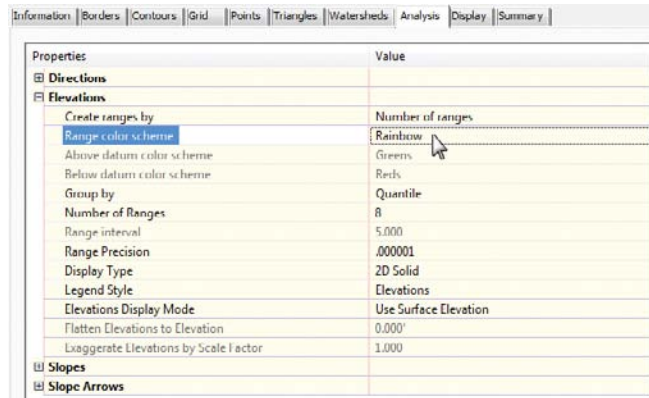 Information Borders Contours Grid Points Triangles Watersheds Analysis Display Summary
Properties Value
Directions
Elevations
Create ranges by Number of ranges
Range color scheme Rainbow
Above datum color scheme Greens
Below datum color scheme Reds
Group by Quantile
Number of Ranges 8
Range interval 5.000
Range Precision .000001
Display Type 2D Solid
Legend Style Elevations
Elevations Display Mode Use Surface Elevation
Flatten Elevations to Elevation 0.000'
Exaggerate Elevations by Scale Factor 1.000
Slopes
Slope Arrows